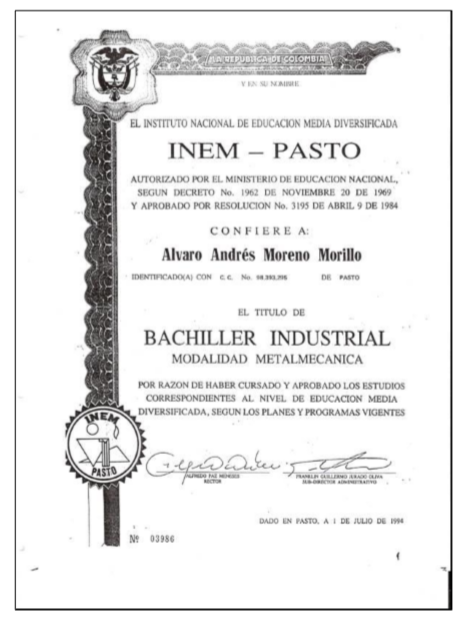 LA REPUBLICA DE COLOMBIA
Y EN SU NOMBRE
EL INSTITUTO NACIONAL DE EDUCACION MEDIA DIVERSIFICADA
INEM – PASTO
AUTORIZADO POR EL MINISTERIO DE EDUCACION NACIONAL,
SEGUN DECRETO No. 1962 DE NOVIEMBRE 20 DE 1969
Y APROBADO POR RESOLUCION No. 3195 DE ABRIL 9 DE 1984
CONFIERE A:
Alvaro Andrés Moreno Morillo
IDENTIFICADO(A) CON C. C. No. DE PASTO
EL TITULO DE
BACHILLER INDUSTRIAL
MODALIDAD METALMECANICA
POR RAZON DE HABER CURSADO Y APROBADO LOS ESTUDIOS
CORRESPONDIENTES AL NIVEL DE EDUCACION MEDIA
DIVERSIFICADA, SEGUN LOS PLANES Y PROGRAMAS VIGENTES
INEM
PASTO
ALFREDO PAZ MENESES
RECTOR
FRANKLIN GUILLERMO JURADO OLIVA
SUB-DIRECTOR ADMINISTRATIVO
DADO EN PASTO, A 1 DE JULIO DE 1994
Nº 03986